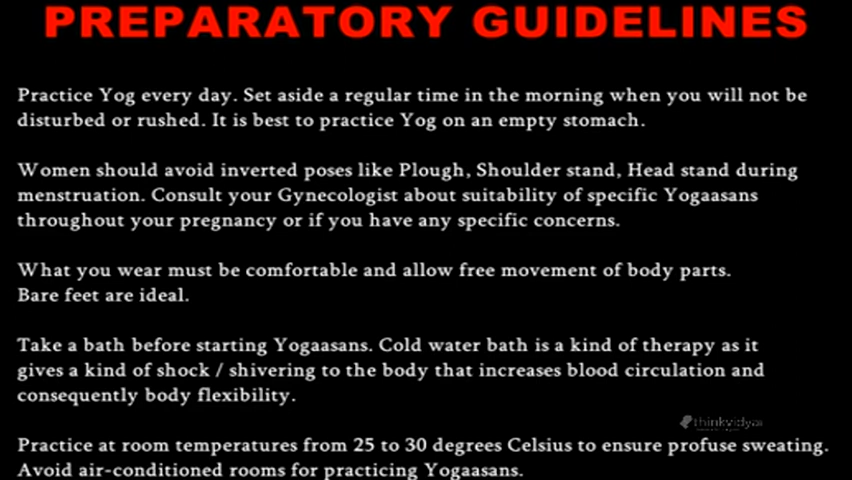 PREPARATORY GUIDELINES
Practice Yog every day. Set aside a regular time in the morning when you will not be
disturbed or rushed. It is best to practice Yog on an empty stomach.
Women should avoid inverted poses like Plough, Shoulder stand, Head stand during
menstruation. Consult your Gynecologist about suitability of specific Yogaasans
throughout your pregnancy or if you have any specific concerns.
What you wear must be comfortable and allow free movement of body parts.
Bare feet are ideal.
Take a bath before starting Yogaasans. Cold water bath is a kind of therapy as it
gives a kind of shock / shivering to the body that increases blood circulation and
consequently body flexibility.
thinkvidya
Practice at room temperatures from 25 to 30 degrees Celsius to ensure profuse sweating.
Avoid air-conditioned rooms for practicing Yogaasans.